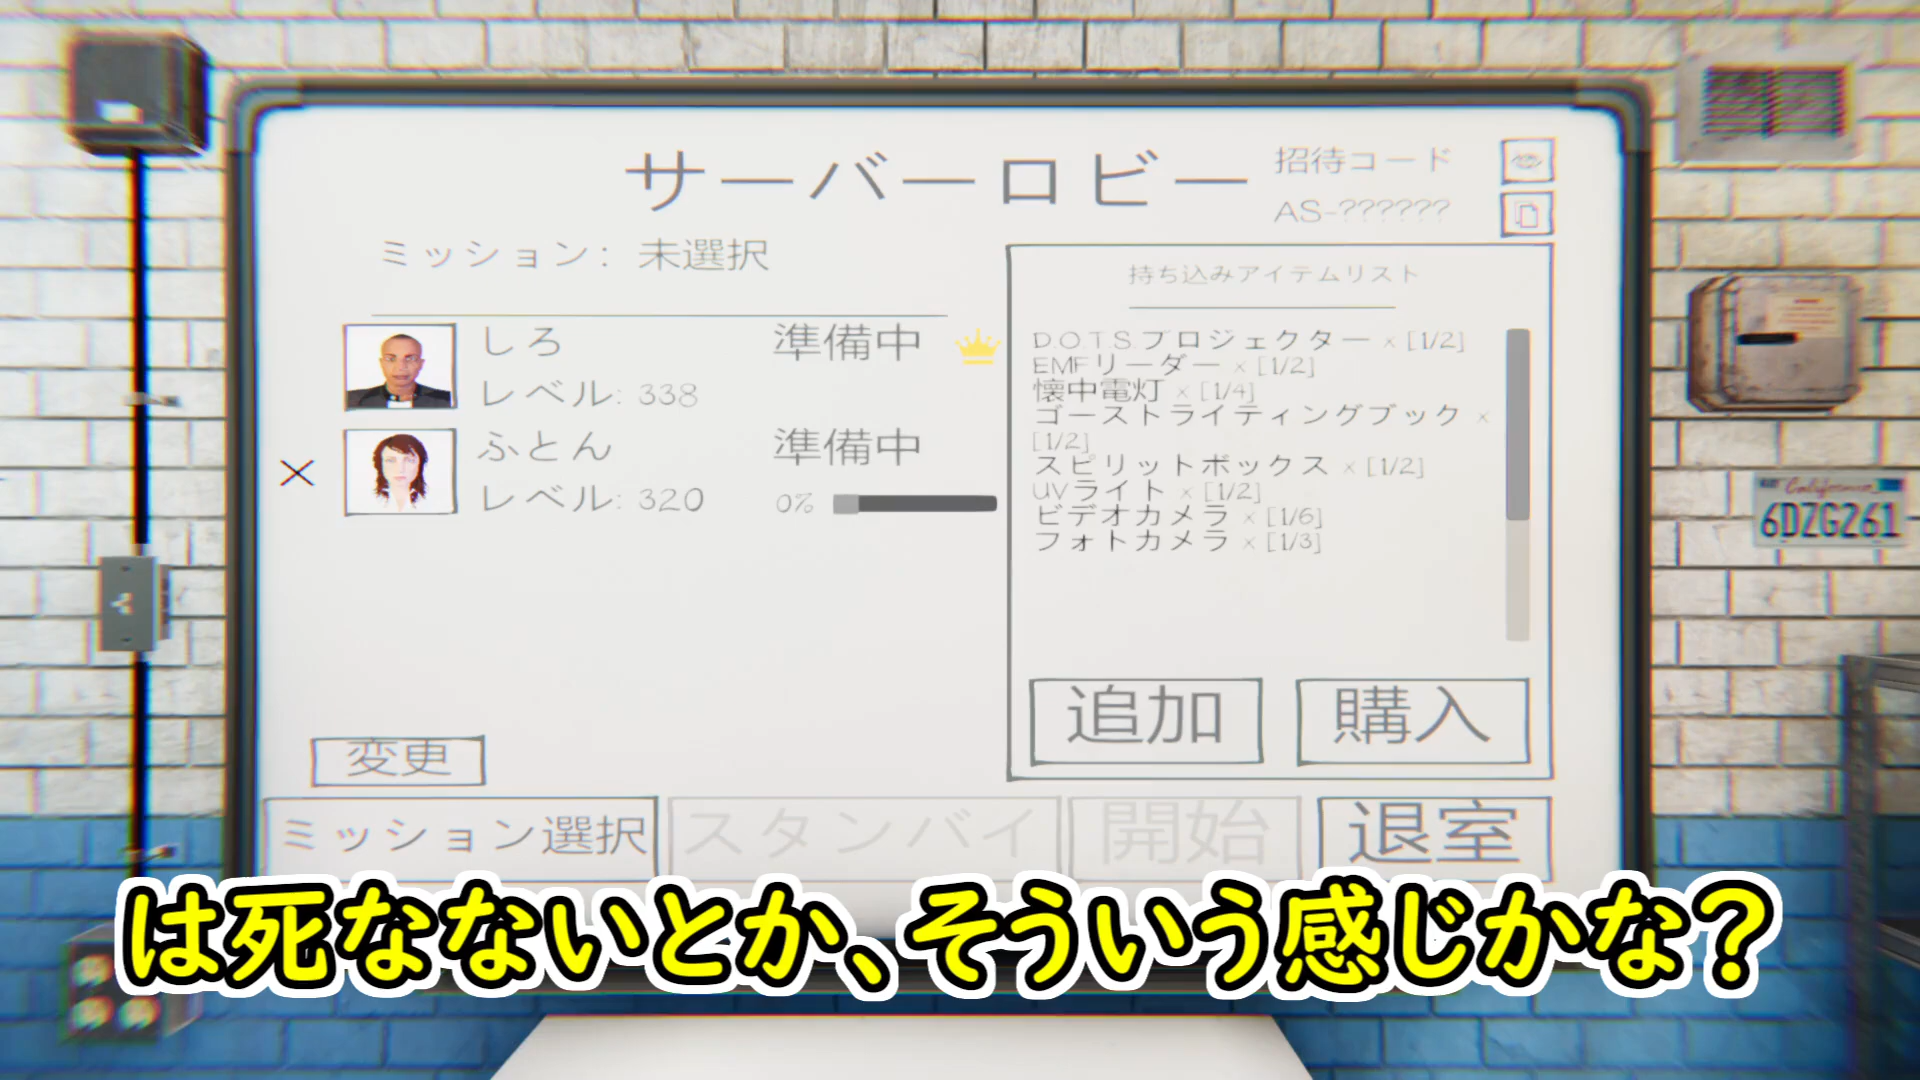 サーバーロビー
招待コード
AS-??????
ミッション: 未選択
持ち込みアイテムリスト
しろ 準備中
レベル: 338
ふとん 準備中
レベル: 320 0%
D.O.T.S.プロジェクター × [1/2]
EMFリーダー × [1/2]
懐中電灯 × [1/4]
ゴーストライティングブック ×
[1/2]
スピリットボックス × [1/2]
UVライト × [1/2]
ビデオカメラ × [1/6]
フォトカメラ × [1/3]
追加 購入
変更
ミッション選択 スタンバイ 開始 退室
California
6DZG261
は死なないとか、そういう感じかな?